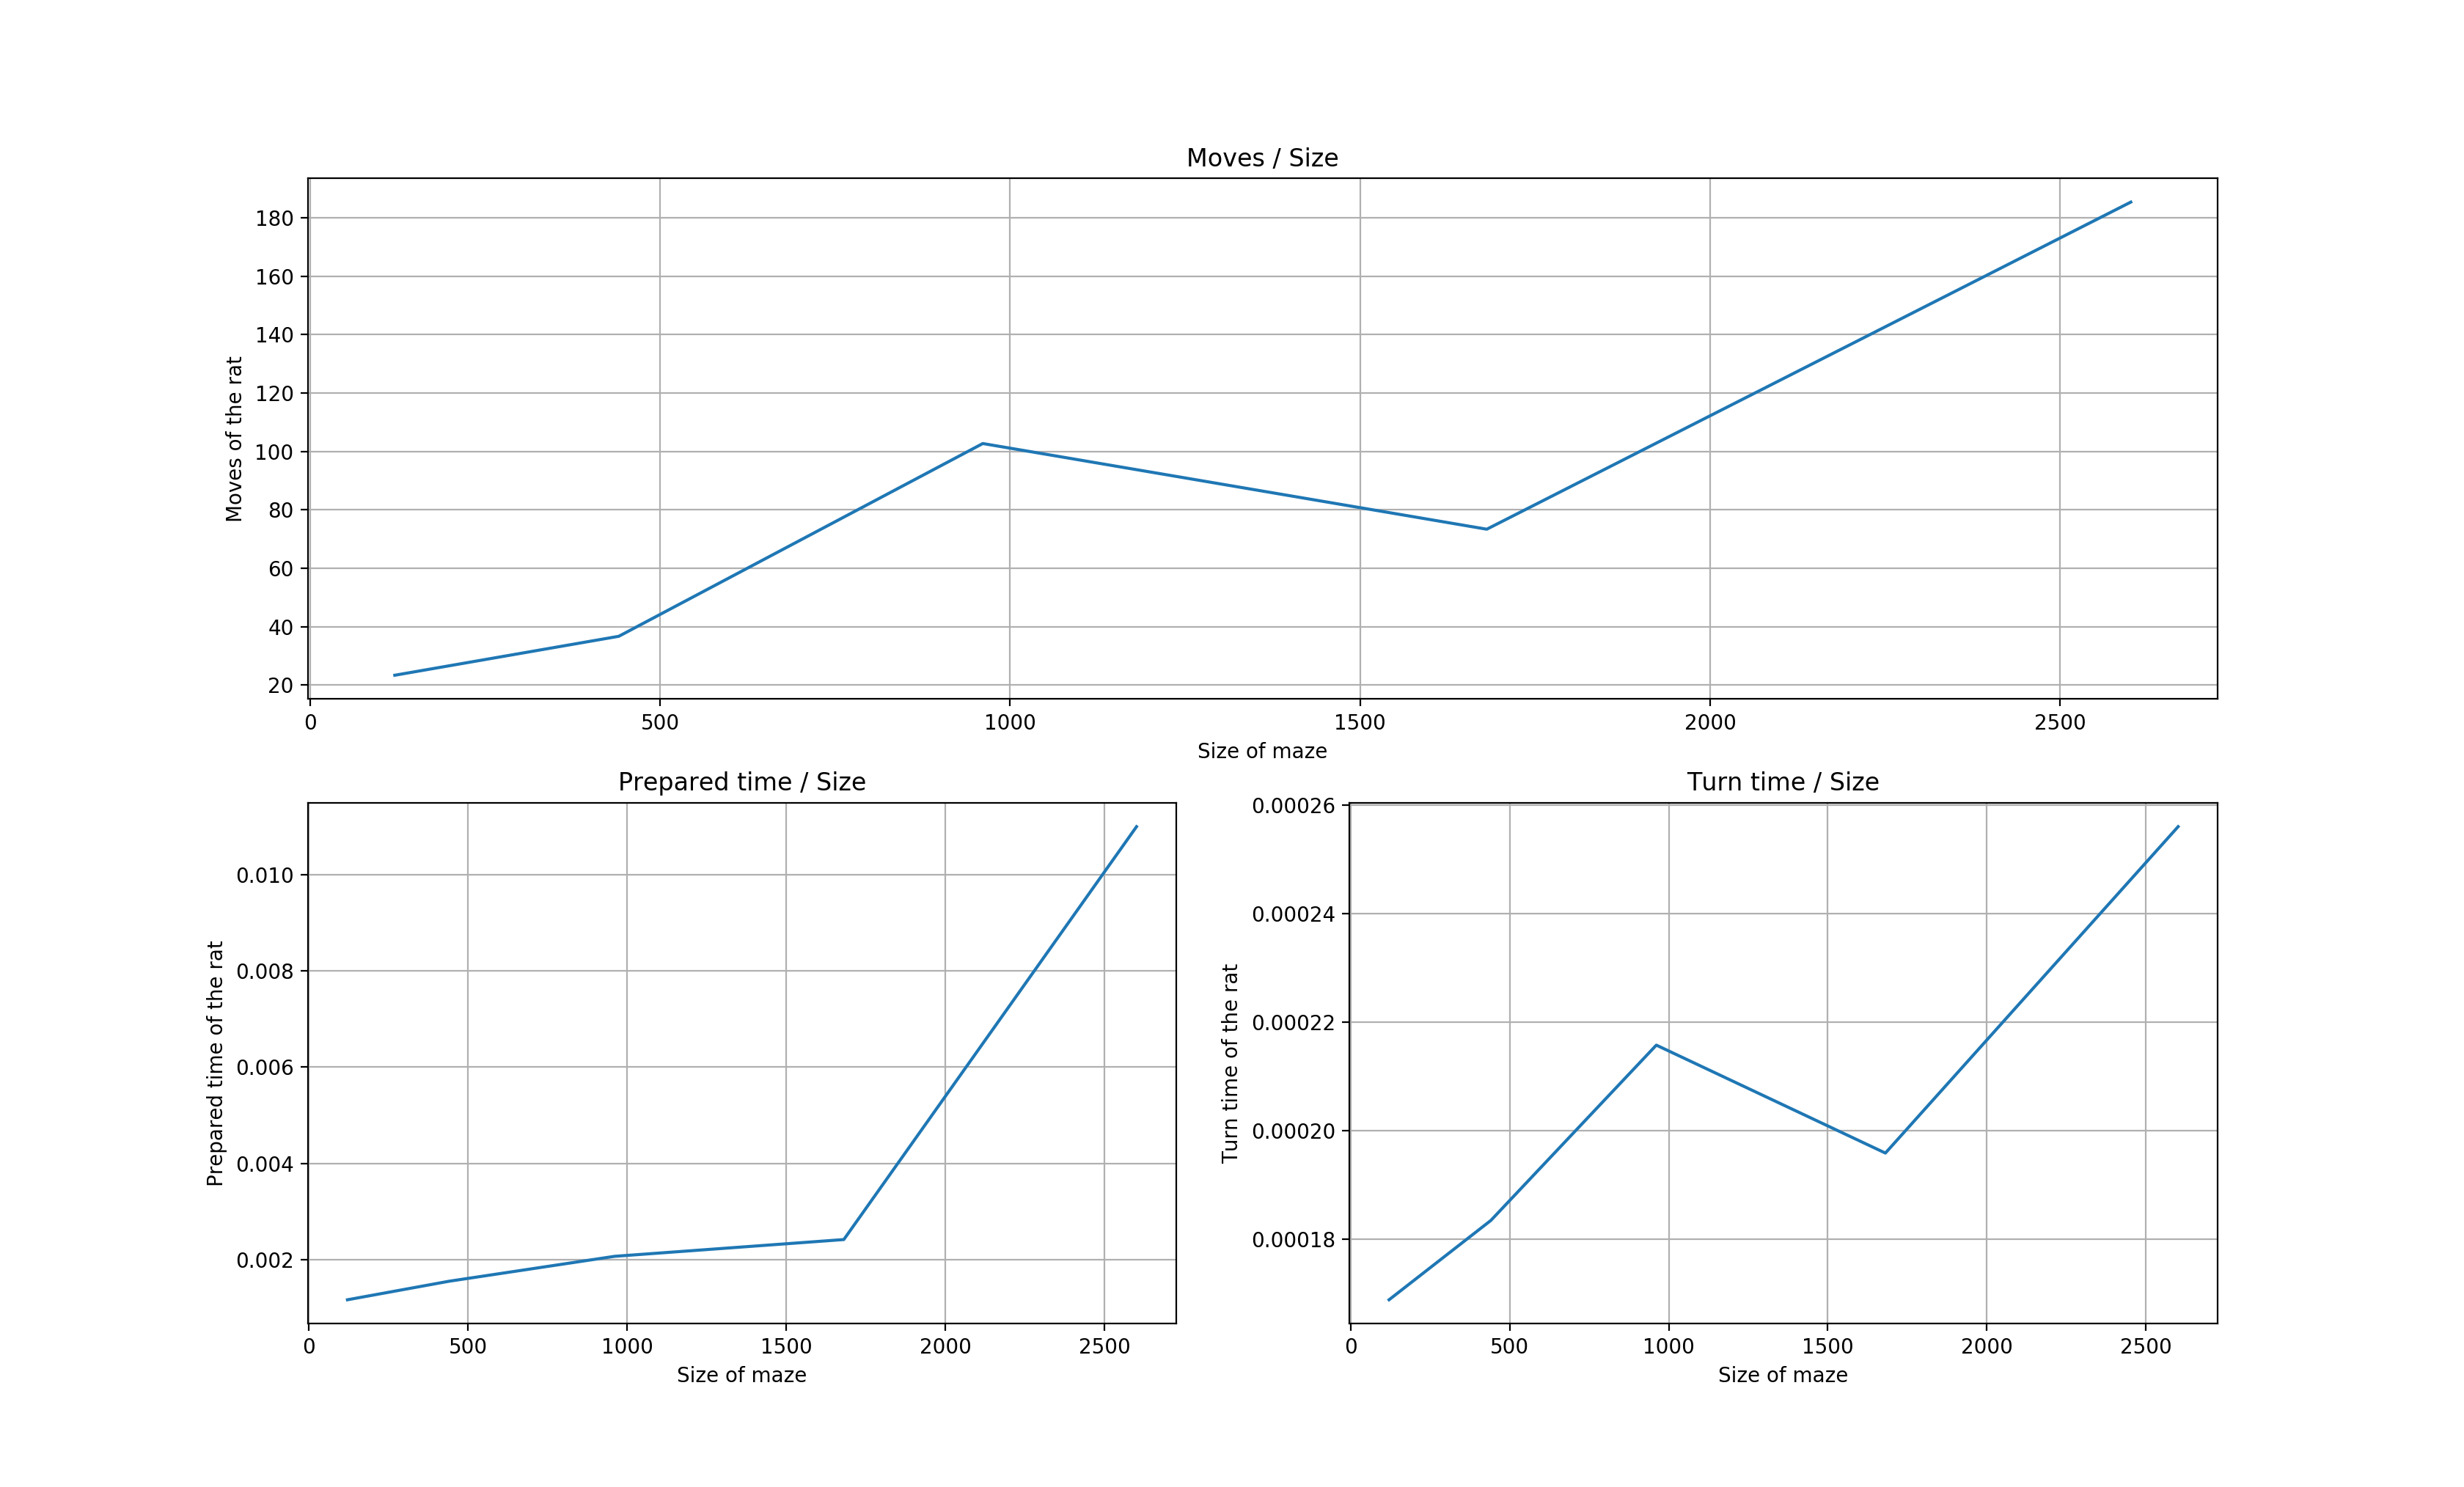 Moves / Size
Moves of the rat
180
160
140
120
100
80
60
40
20
0 500 1000 1500 2000 2500
Size of maze
Prepared time / Size
Prepared time of the rat
0.010
0.008
0.006
0.004
0.002
0 500 1000 1500 2000 2500
Size of maze
Turn time / Size
Turn time of the rat
0.00026
0.00024
0.00022
0.00020
0.00018
0 500 1000 1500 2000 2500
Size of maze